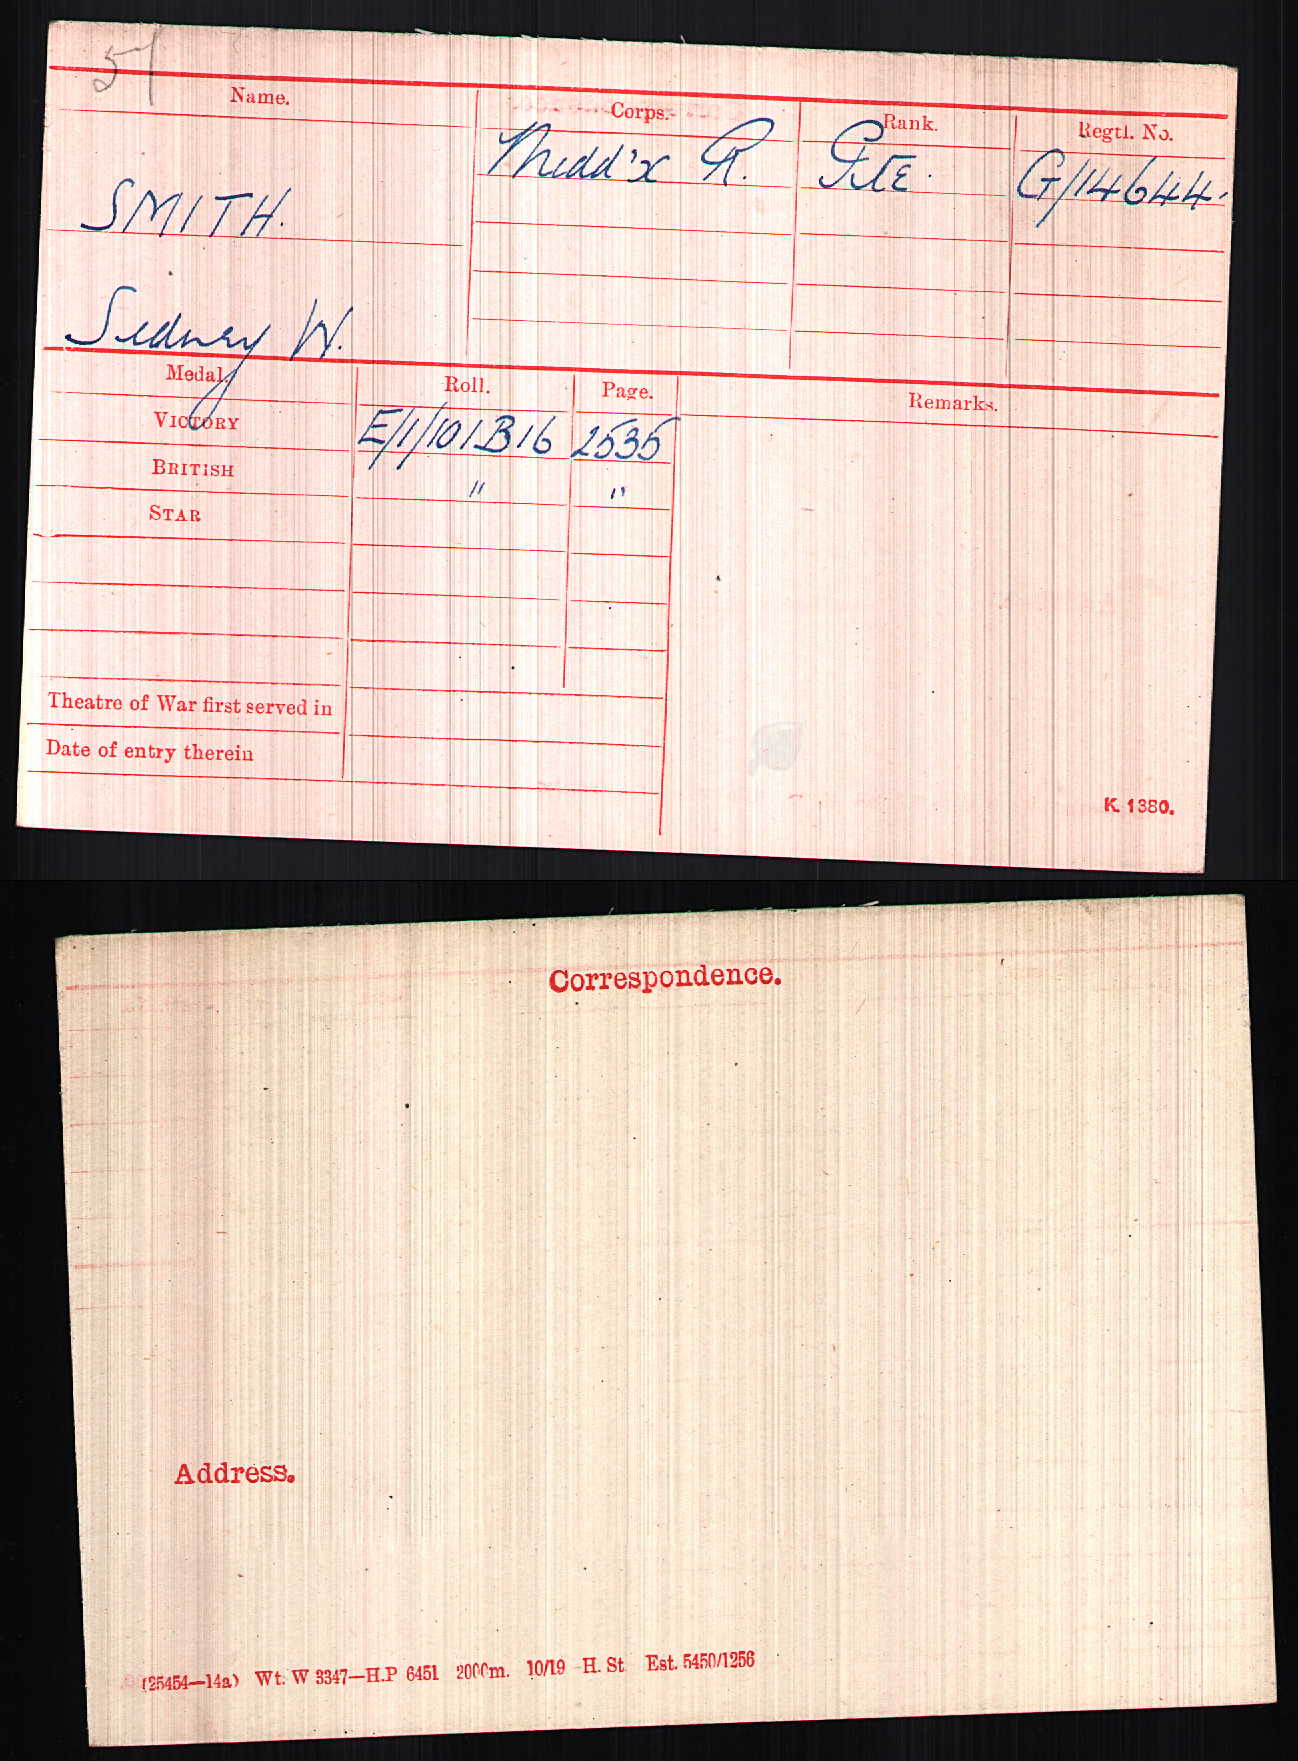 51
Name. Corps. Rank. Regtl. No.
Midd'x R. Pte. G/14644.
SMITH.
Sidney W.
Medal. Roll. Page. Remarks.
VICTORY E/1/101B16 2535
BRITISH " "
STAR
Theatre of War first served in
Date of entry therein
K. 1380.
Correspondence.
Address.
(25454—14a) Wt. W 3347—H.P 6451 2000m. 10/19 H. St. Est. 5450/1256